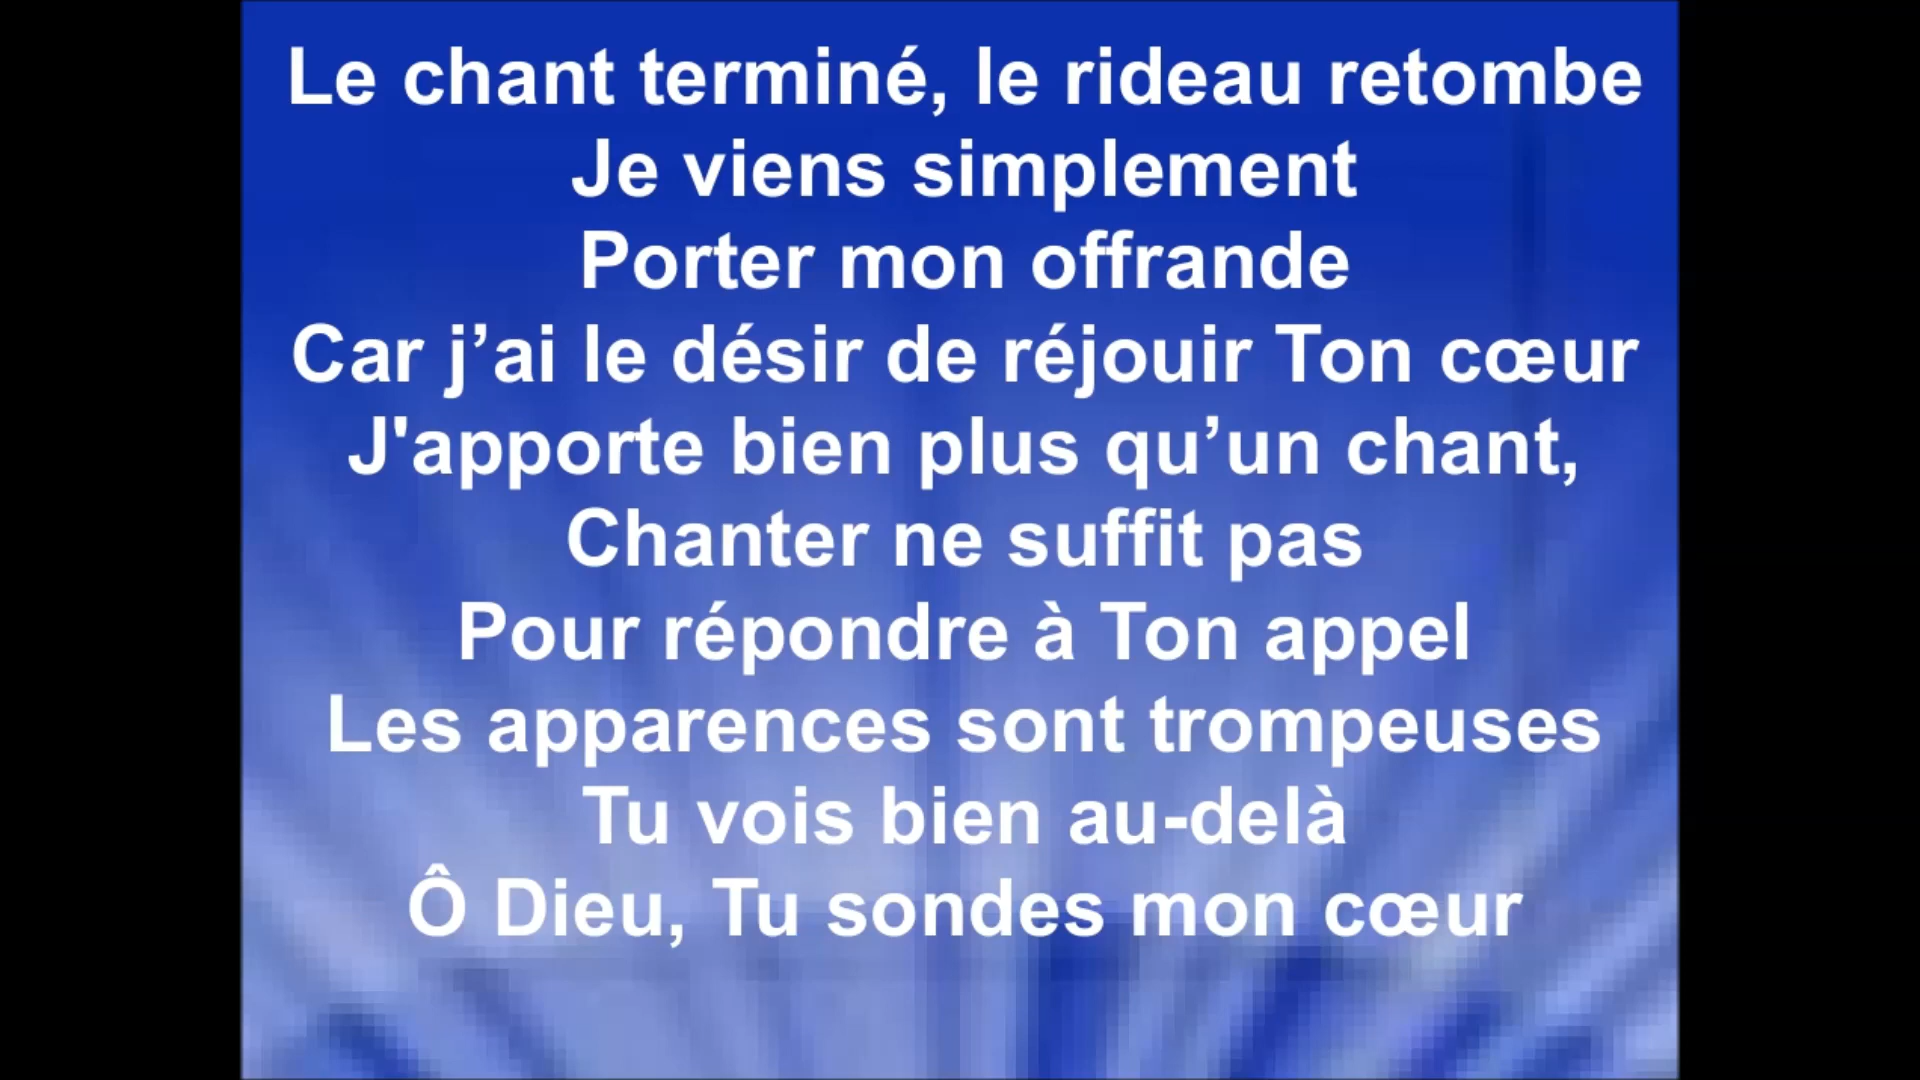 Le chant terminé, le rideau retombe
Je viens simplement
Porter mon offrande
Car j’ai le désir de réjouir Ton cœur
J'apporte bien plus qu’un chant,
Chanter ne suffit pas
Pour répondre à Ton appel
Les apparences sont trompeuses
Tu vois bien au-delà
Ô Dieu, Tu sondes mon cœur